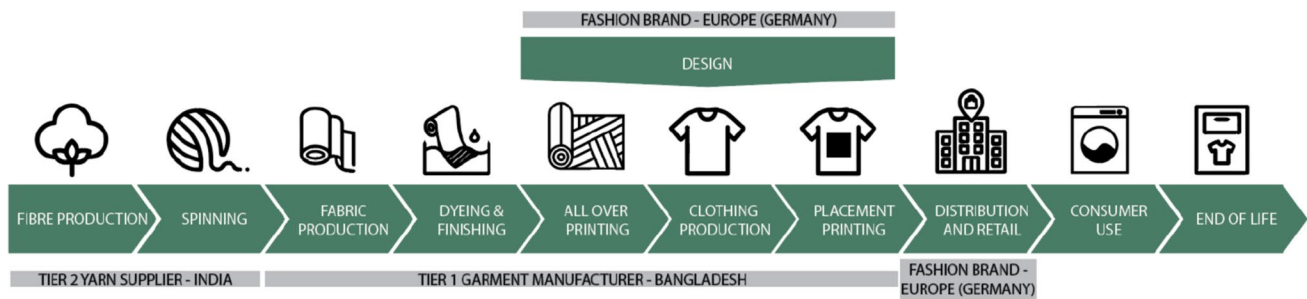 FASHION BRAND - EUROPE (GERMANY)
DESIGN
FIBRE PRODUCTION
SPINNING
FABRIC
PRODUCTION
DYEING &
FINISHING
ALL OVER
PRINTING
CLOTHING
PRODUCTION
PLACEMENT
PRINTING
DISTRIBUTION
AND RETAIL
CONSUMER
USE
END OF LIFE
TIER 2 YARN SUPPLIER - INDIA
TIER 1 GARMENT MANUFACTURER - BANGLADESH
FASHION BRAND -
EUROPE (GERMANY)